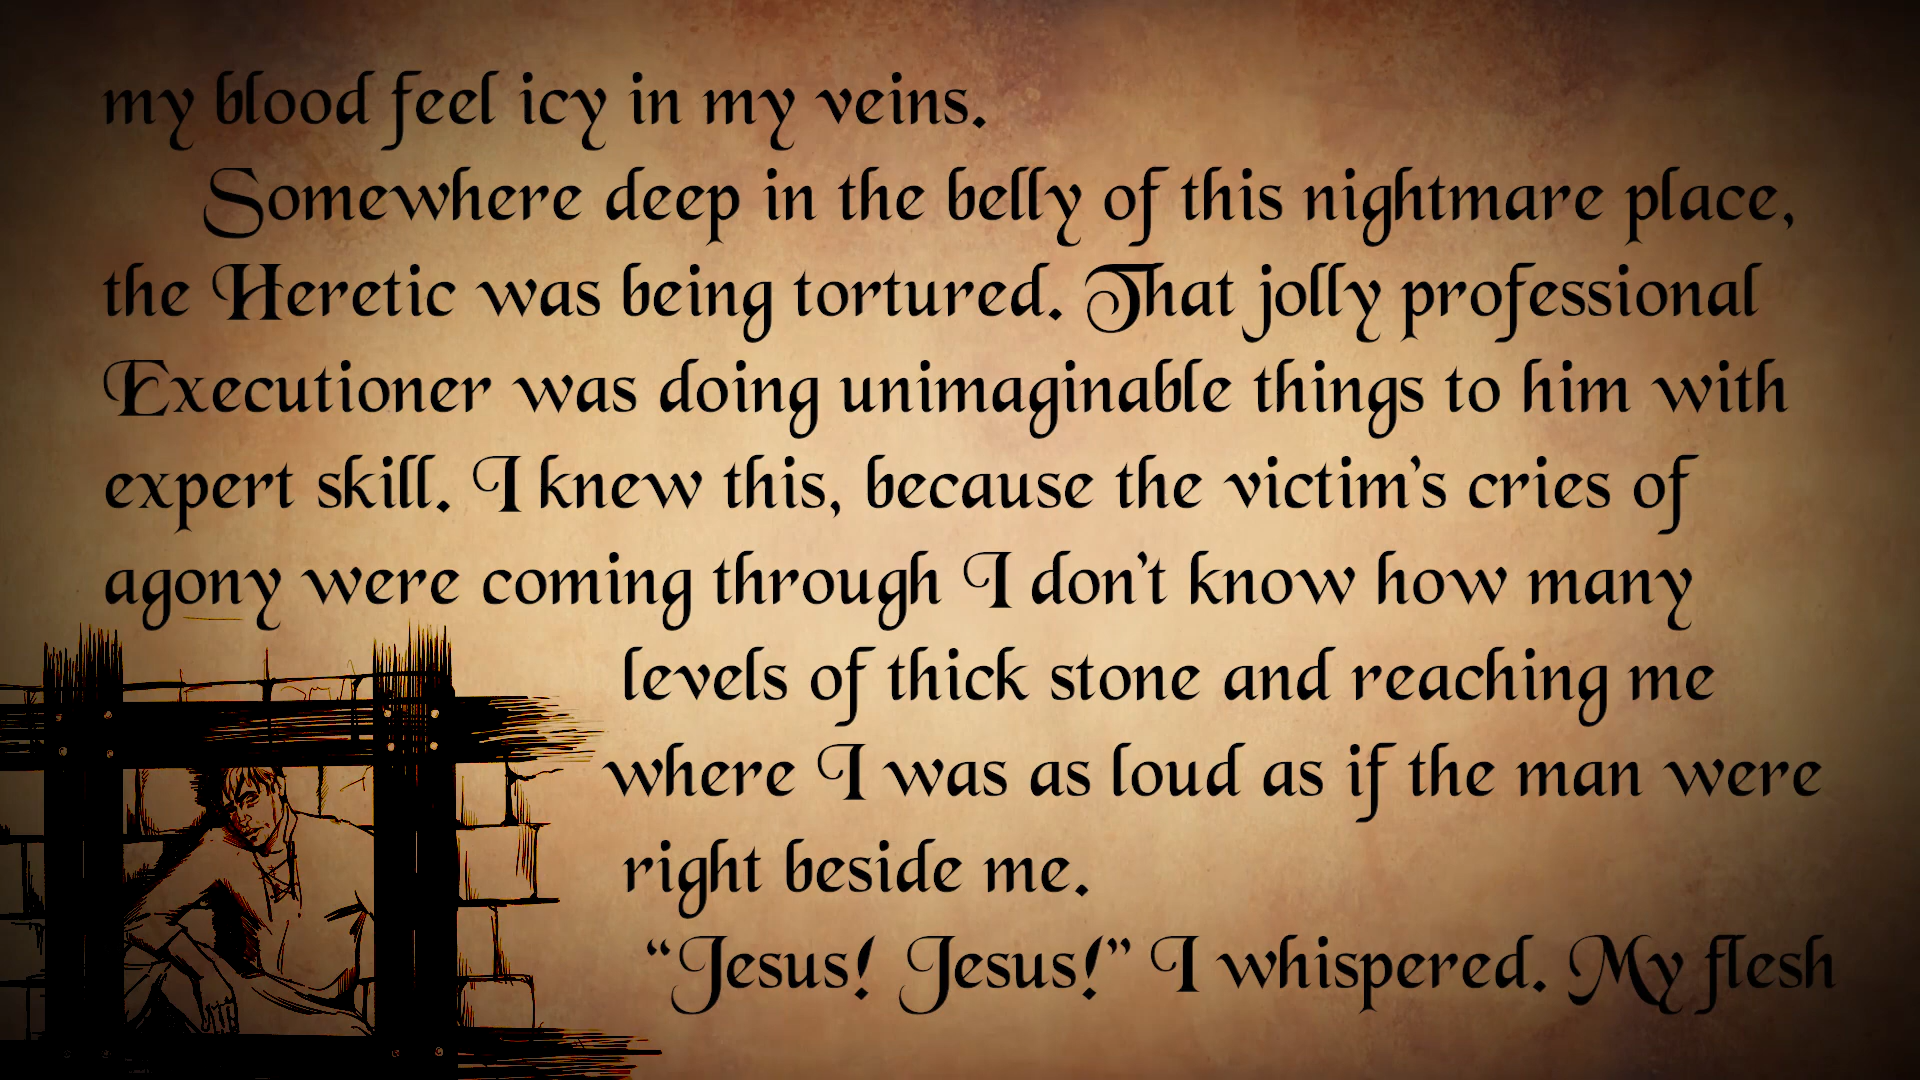 my blood feel icy in my veins.
Somewhere deep in the belly of this nightmare place,
the Heretic was being tortured. That jolly professional
Executioner was doing unimaginable things to him with
expert skill. I knew this, because the victim's cries of
agony were coming through I don't know how many
levels of thick stone and reaching me
where I was as loud as if the man were
right beside me.
“Jesus! Jesus!” I whispered. My flesh